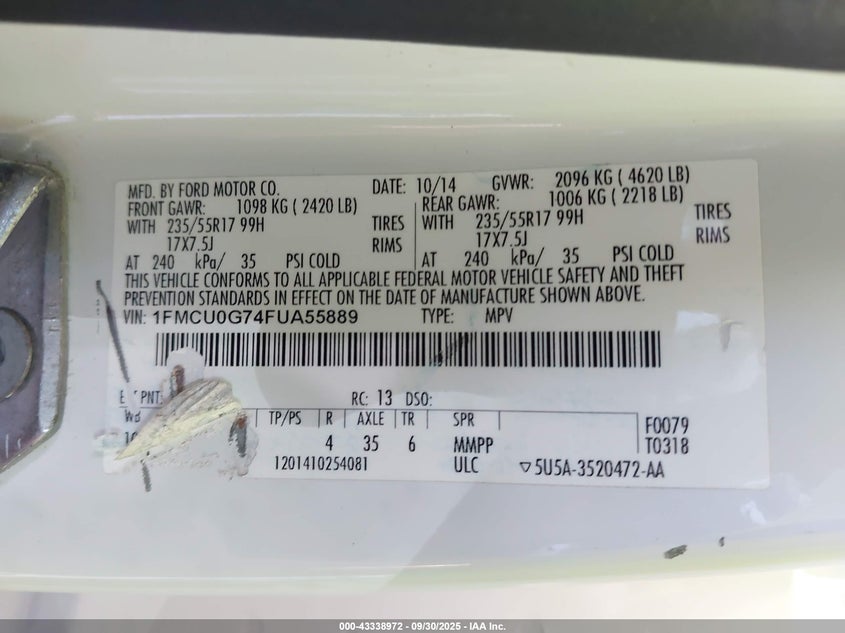 MFD. BY FORD MOTOR CO. DATE: 10/14 GVWR: 2096 KG ( 4620 LB)
FRONT GAWR: 1098 KG ( 2420 LB) REAR GAWR: 1006 KG ( 2218 LB)
WITH 235/55R17 99H TIRES WITH 235/55R17 99H TIRES
17X7.5J RIMS 17X7.5J RIMS
AT 240 kPa/ 35 PSI COLD AT 240 kPa/ 35 PSI COLD
THIS VEHICLE CONFORMS TO ALL APPLICABLE FEDERAL MOTOR VEHICLE SAFETY AND THEFT
PREVENTION STANDARDS IN EFFECT ON THE DATE OF MANUFACTURE SHOWN ABOVE.
VIN: 1FMCU0G74FUA55889 TYPE: MPV
PNT: RC: 13 DSO:
WB TP/PS R AXLE TR SPR F0079
4 35 6 MMPP T0318
1201410254081 ULC ▽5U5A-3520472-AA
000-43338972 - 09/30/2025 - IAA Inc.